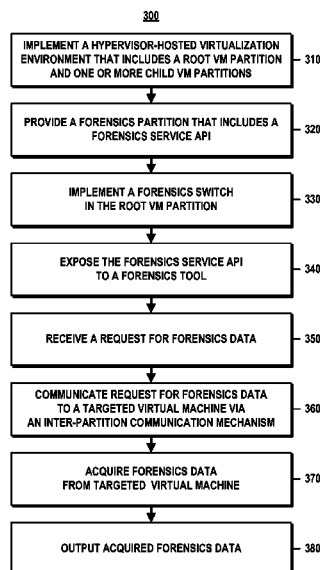 300
IMPLEMENT A HYPERVISOR-HOSTED VIRTUALIZATION
ENVIRONMENT THAT INCLUDES A ROOT VM PARTITION
AND ONE OR MORE CHILD VM PARTITIONS
310
PROVIDE A FORENSICS PARTITION THAT INCLUDES A
FORENSICS SERVICE API
320
IMPLEMENT A FORENSICS SWITCH
IN THE ROOT VM PARTITION
330
EXPOSE THE FORENSICS SERVICE API
TO A FORENSICS TOOL
340
RECEIVE A REQUEST FOR FORENSICS DATA
350
COMMUNICATE REQUEST FOR FORENSICS DATA
TO A TARGETED VIRTUAL MACHINE VIA
AN INTER-PARTITION COMMUNICATION MECHANISM
360
ACQUIRE FORENSICS DATA
FROM TARGETED VIRTUAL MACHINE
370
OUTPUT ACQUIRED FORENSICS DATA
380